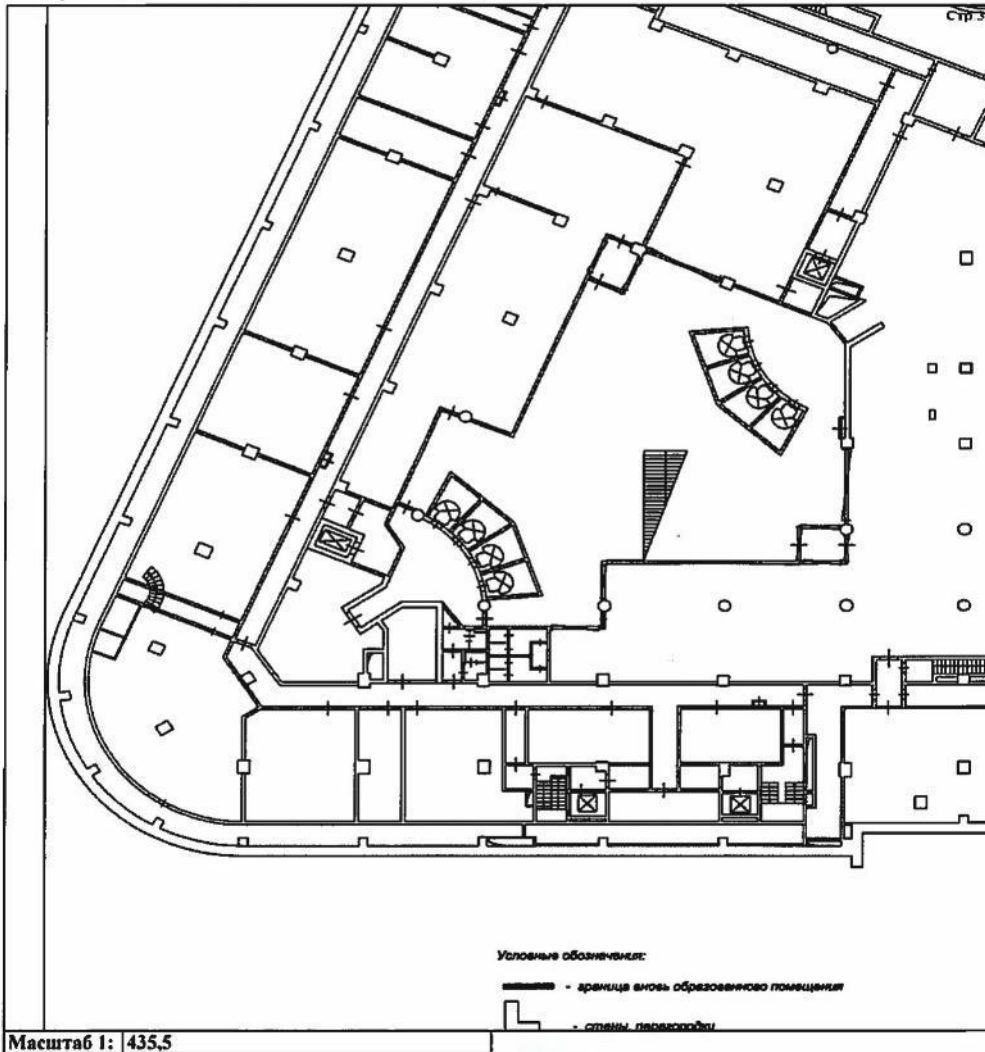 Стр.3
Условные обозначения:
- граница вновь образованного помещения
- стены, перегородки
Масштаб 1: 435,5